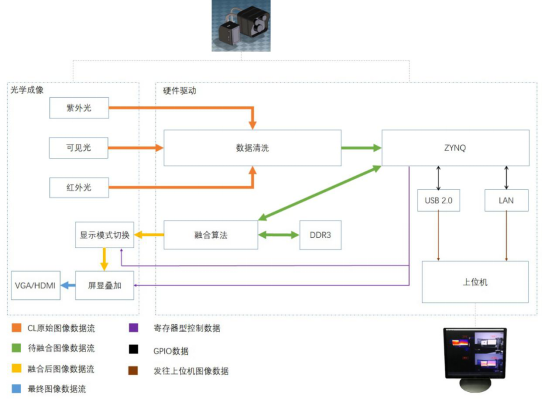 光学成像
硬件驱动
紫外光
可见光
数据清洗
ZYNQ
红外光
USB 2.0
LAN
显示模式切换
融合算法
DDR3
VGA/HDMI
屏显叠加
上位机
CL原始图像数据流
寄存器型控制数据
待融合图像数据流
GPIO数据
融合后图像数据流
发往上位机图像数据
最终图像数据流